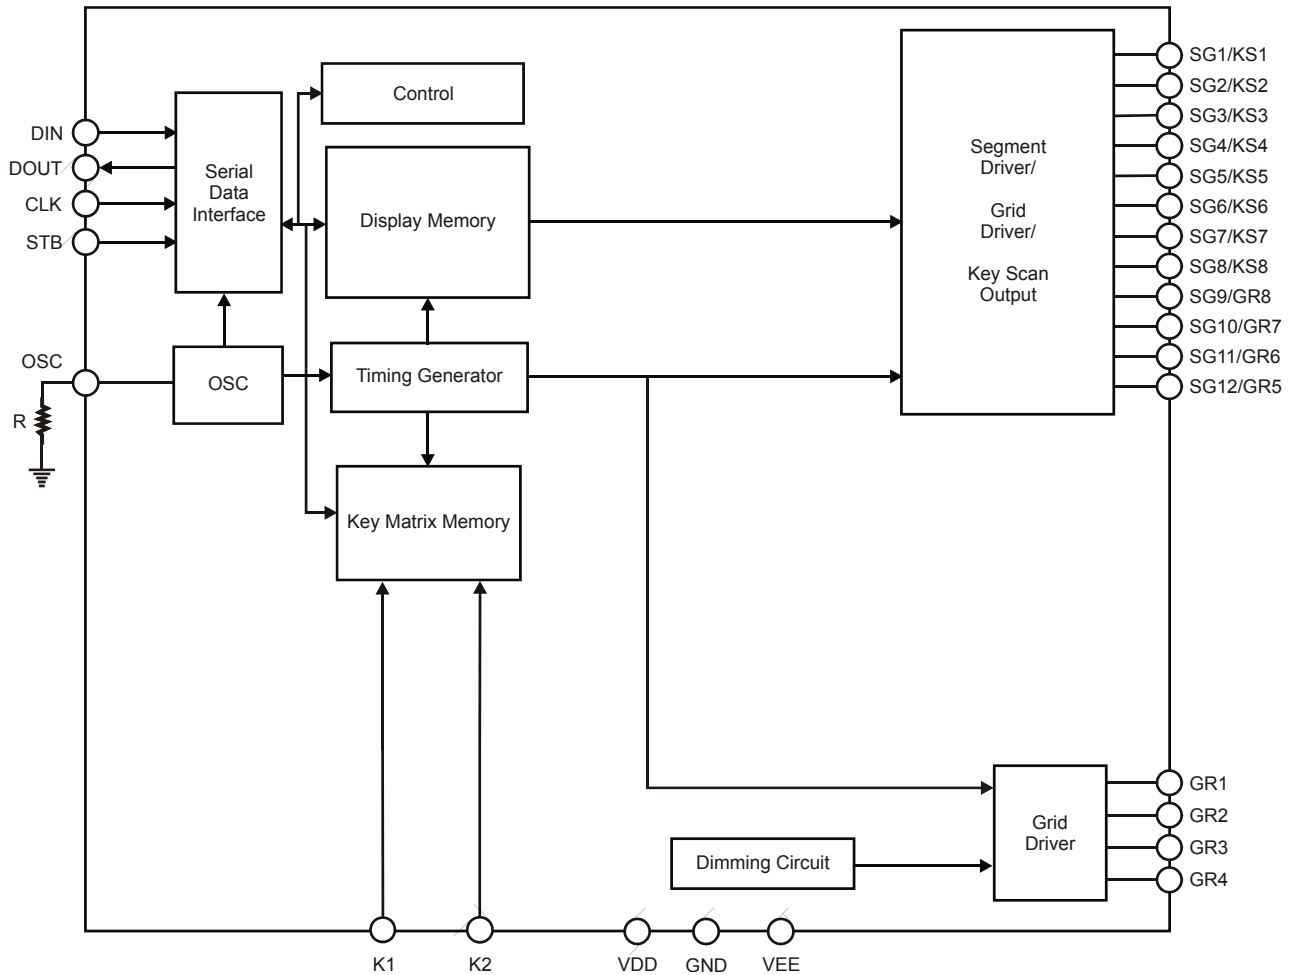 DIN
DOUT
CLK
STB
OSC
R
Serial
Data
Interface
Control
Display Memory
OSC
Timing Generator
Key Matrix Memory
Segment
Driver/
Grid
Driver/
Key Scan
Output
SG1/KS1
SG2/KS2
SG3/KS3
SG4/KS4
SG5/KS5
SG6/KS6
SG7/KS7
SG8/KS8
SG9/GR8
SG10/GR7
SG11/GR6
SG12/GR5
Dimming Circuit
Grid
Driver
GR1
GR2
GR3
GR4
K1
K2
VDD
GND
VEE